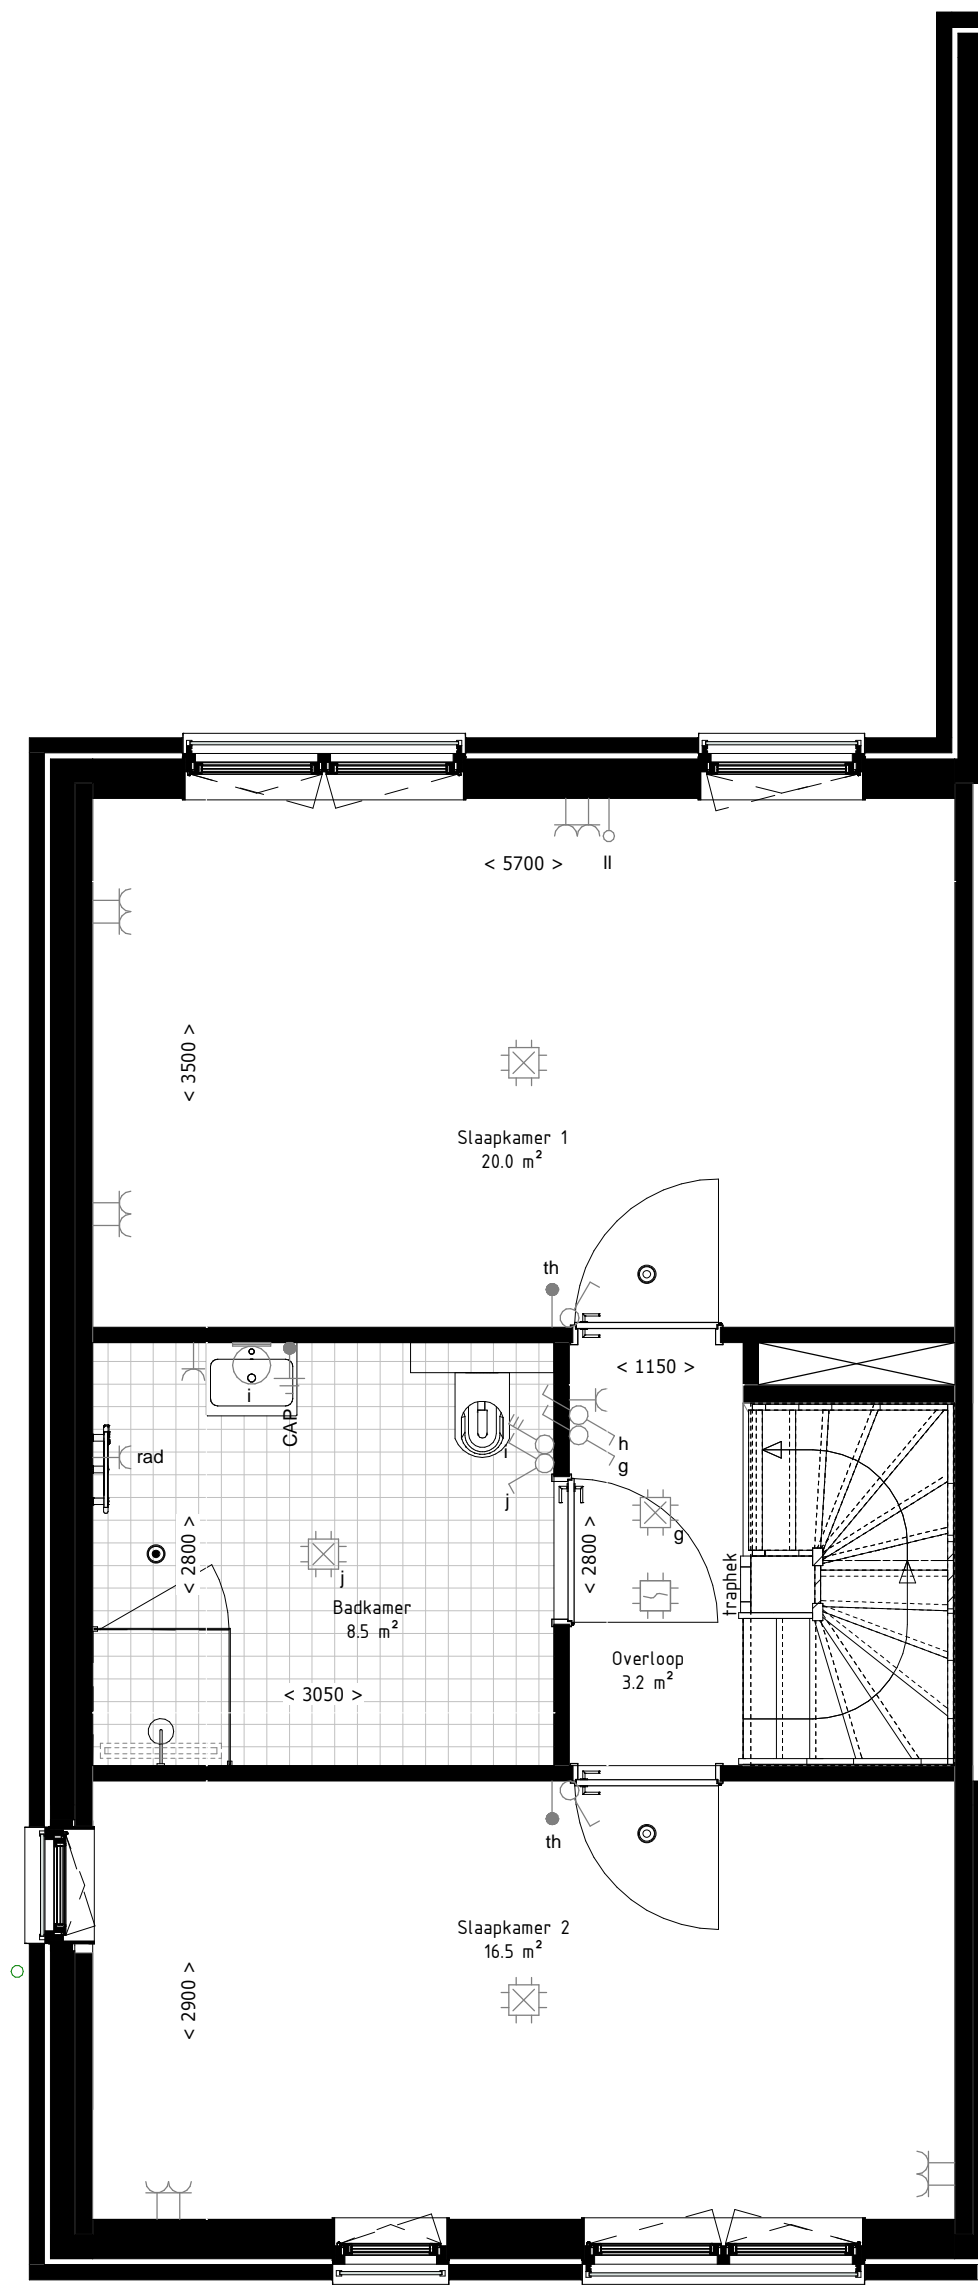 < 5700 >
II
< 3500 >
Slaapkamer 1
20.0 m²
th
< 1150 >
i
CAP
rad
i
h
g
j
< 2800 >
j
< 2800 >
g
traphek
Badkamer
8.5 m²
Overloop
3.2 m²
< 3050 >
th
Slaapkamer 2
16.5 m²
< 2900 >